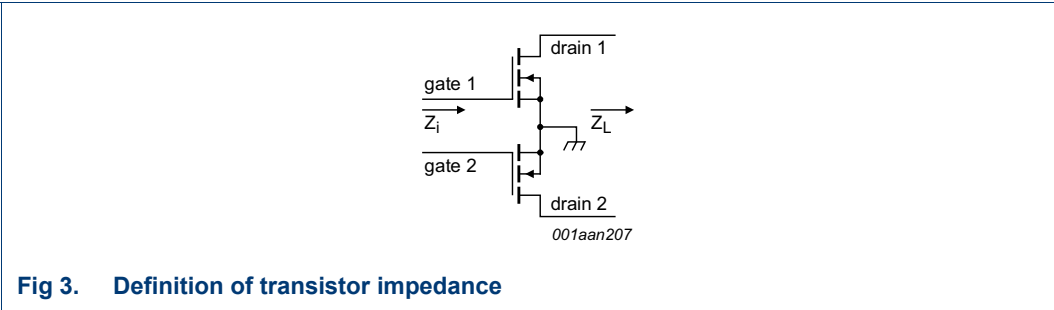 drain 1
gate 1
Zi
ZL
gate 2
drain 2
001aan207
Fig 3. Definition of transistor impedance